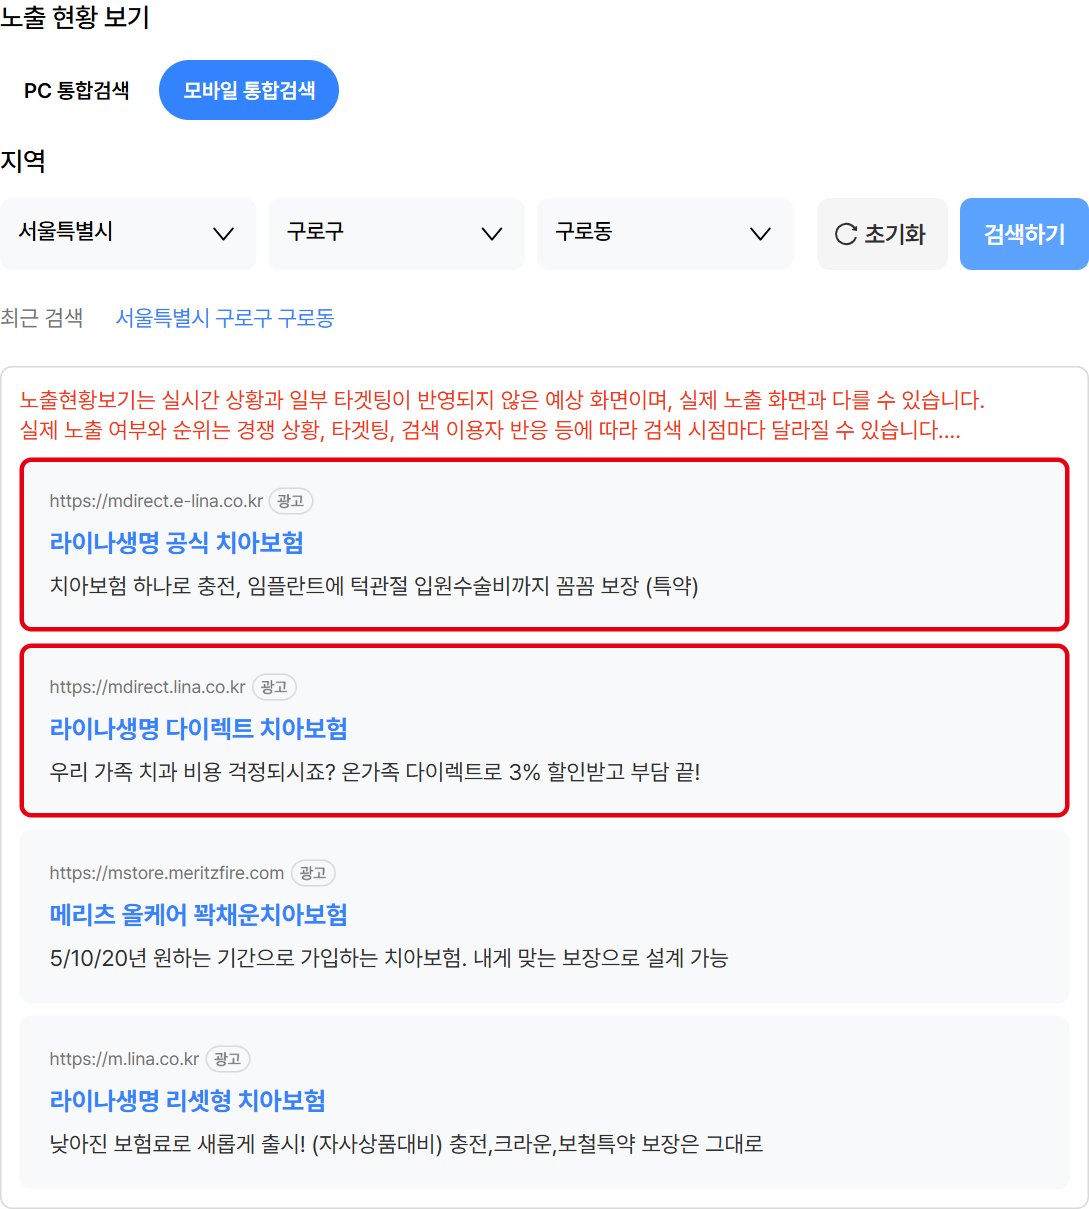 노출 현황 보기
PC 통합검색 모바일 통합검색
지역
서울특별시 구로구 구로동 초기화 검색하기
최근 검색 서울특별시 구로구 구로동
노출현황보기는 실시간 상황과 일부 타겟팅이 반영되지 않은 예상 화면이며, 실제 노출 화면과 다를 수 있습니다.
실제 노출 여부와 순위는 경쟁 상황, 타겟팅, 검색 이용자 반응 등에 따라 검색 시점마다 달라질 수 있습니다....
https://mdirect.e-lina.co.kr 광고
라이나생명 공식 치아보험
치아보험 하나로 충전, 임플란트에 턱관절 입원수술비까지 꼼꼼 보장 (특약)
https://mdirect.lina.co.kr 광고
라이나생명 다이렉트 치아보험
우리 가족 치과 비용 걱정되시죠? 온가족 다이렉트로 3% 할인받고 부담 끝!
https://mstore.meritzfire.com 광고
메리츠 올케어 꽉채운치아보험
5/10/20년 원하는 기간으로 가입하는 치아보험. 내게 맞는 보장으로 설계 가능
https://m.lina.co.kr 광고
라이나생명 리셋형 치아보험
낮아진 보험료로 새롭게 출시! (자사상품대비) 충전,크라운,보철특약 보장은 그대로